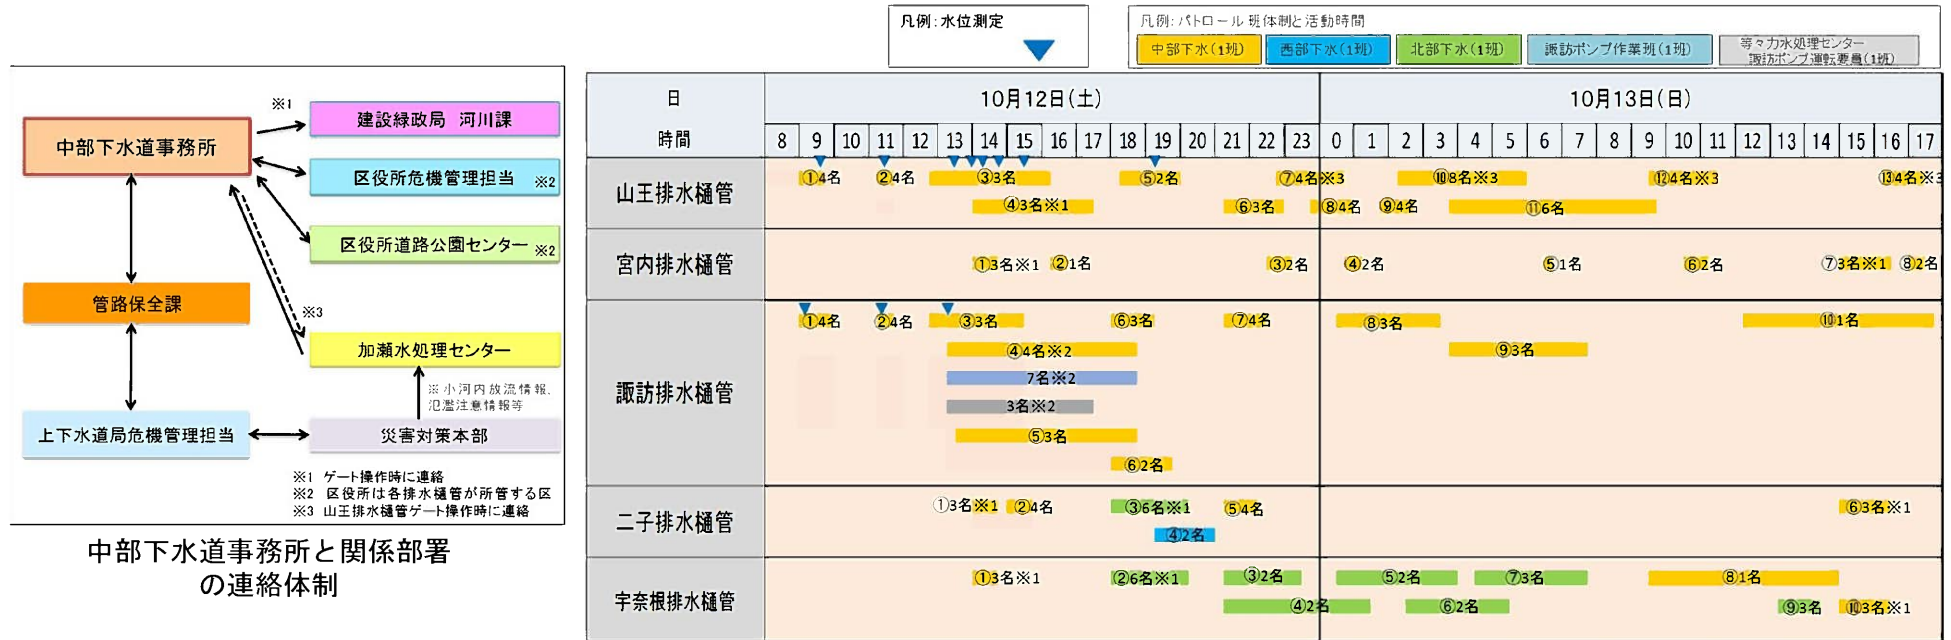 凡例：水位測定
凡例：パトロール 班体制と活動時間
中部下水（1班）
西部下水（1班）
北部下水（1班）
諏訪ポンプ作業班（1班）
等々力水処理センター
諏訪ポンプ運転要員（1班）
※1
中部下水道事務所
建設緑政局　河川課
区役所危機管理担当 ※2
区役所道路公園センター ※2
管路保全課
※3
加瀬水処理センター
※小河内放流情報、
氾濫注意情報等
上下水道局危機管理担当
災害対策本部
※1 ゲート操作時に連絡
※2 区役所は各排水樋管が所管する区
※3 山王排水樋管ゲート操作時に連絡
中部下水道事務所と関係部署
の連絡体制
日
10月12日（土）
10月13日（日）
時間
8 9 10 11 12 13 14 15 16 17 18 19 20 21 22 23 0 1 2 3 4 5 6 7 8 9 10 11 12 13 14 15 16 17
山王排水樋管
①4名 ②4名 ③3名 ⑤2名 ⑦4名※3 ⑩8名※3 ⑫4名※3 ⑬4名※3
④3名※1 ⑥3名 ⑧4名 ⑨4名 ⑪6名
宮内排水樋管
①3名※1 ②1名 ③2名 ④2名 ⑤1名 ⑥2名 ⑦3名※1 ⑧2名
諏訪排水樋管
①4名 ②4名 ③3名 ⑥3名 ⑦4名 ⑧3名 ⑩1名
④4名※2 ⑨3名
7名※2
3名※2
⑤3名
⑥2名
二子排水樋管
①3名※1 ②4名 ③6名※1 ⑤4名 ⑥3名※1
④2名
宇奈根排水樋管
①3名※1 ②6名※1 ③2名 ⑤2名 ⑦3名 ⑧1名
④2名 ⑥2名 ⑨3名 ⑩3名※1